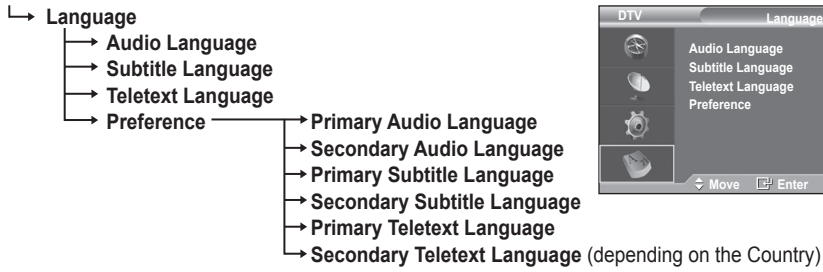 Language
Audio Language
Subtitle Language
Teletext Language
Preference
Primary Audio Language
Secondary Audio Language
Primary Subtitle Language
Secondary Subtitle Language
Primary Teletext Language
Secondary Teletext Language (depending on the Country)
DTV
Language
Audio Language
Subtitle Language
Teletext Language
Preference
Move Enter